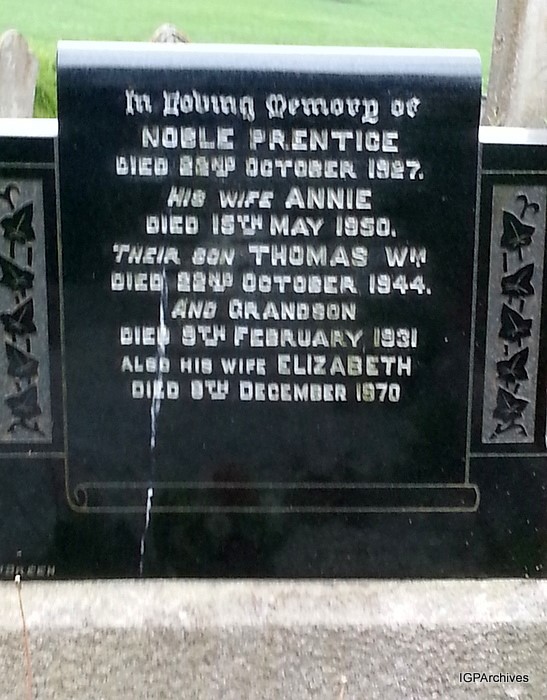 In Loving Memory of
NOBLE PRENTICE
DIED 22ND OCTOBER 1927.
HIS WIFE ANNIE
DIED 15TH MAY 1950.
THEIR SON THOMAS WM
DIED 22ND OCTOBER 1944.
AND GRANDSON
DIED 9TH FEBRUARY 1931
ALSO HIS WIFE ELIZABETH
DIED 8TH DECEMBER 1970
IGPArchives